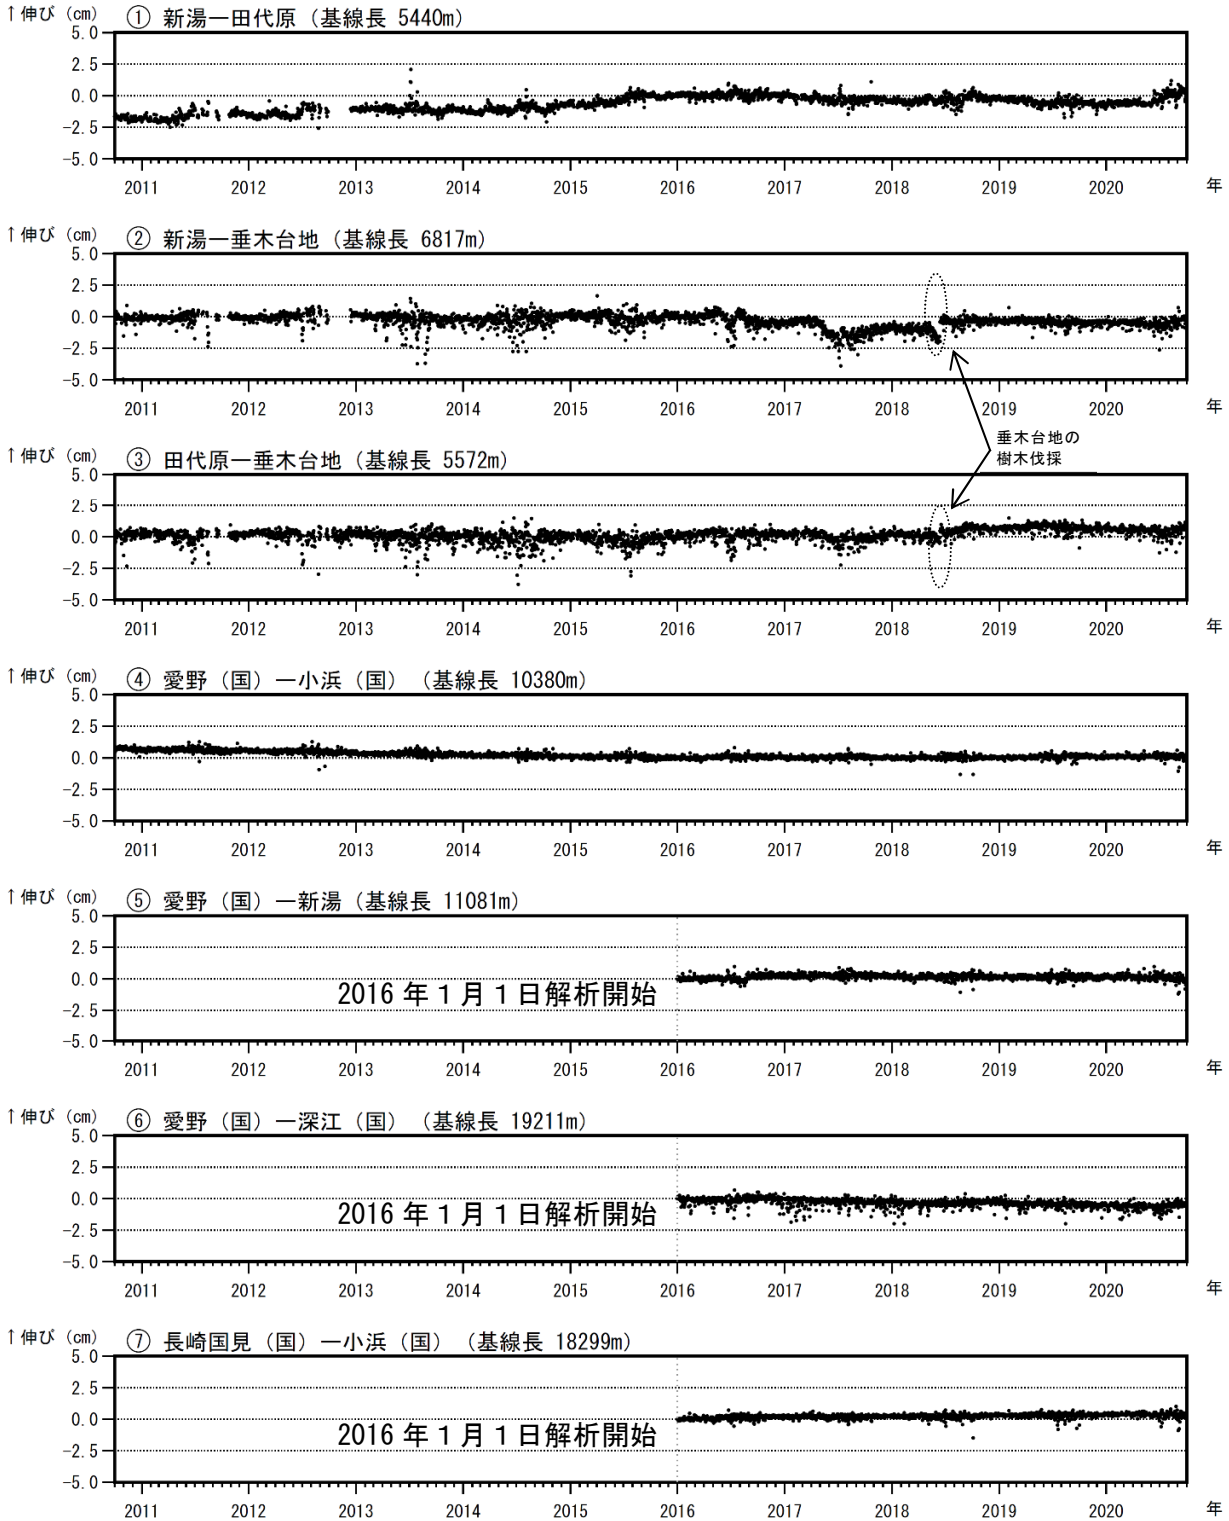 ↑伸び (cm) ① 新湯―田代原 (基線長 5440m)
5.0
2.5
0.0
-2.5
-5.0
2011 2012 2013 2014 2015 2016 2017 2018 2019 2020 年
↑伸び (cm) ② 新湯―垂木台地 (基線長 6817m)
5.0
2.5
0.0
-2.5
-5.0
2011 2012 2013 2014 2015 2016 2017 2018 2019 2020 年
垂木台地の
樹木伐採
↑伸び (cm) ③ 田代原―垂木台地 (基線長 5572m)
5.0
2.5
0.0
-2.5
-5.0
2011 2012 2013 2014 2015 2016 2017 2018 2019 2020 年
↑伸び (cm) ④ 愛野(国)―小浜(国) (基線長 10380m)
5.0
2.5
0.0
-2.5
-5.0
2011 2012 2013 2014 2015 2016 2017 2018 2019 2020 年
↑伸び (cm) ⑤ 愛野(国)―新湯(基線長 11081m)
5.0
2.5
0.0
-2.5
-5.0
2016年1月1日解析開始
2011 2012 2013 2014 2015 2016 2017 2018 2019 2020 年
↑伸び (cm) ⑥ 愛野(国)―深江(国) (基線長 19211m)
5.0
2.5
0.0
-2.5
-5.0
2016年1月1日解析開始
2011 2012 2013 2014 2015 2016 2017 2018 2019 2020 年
↑伸び (cm) ⑦ 長崎国見(国)―小浜(国) (基線長 18299m)
5.0
2.5
0.0
-2.5
-5.0
2016年1月1日解析開始
2011 2012 2013 2014 2015 2016 2017 2018 2019 2020 年